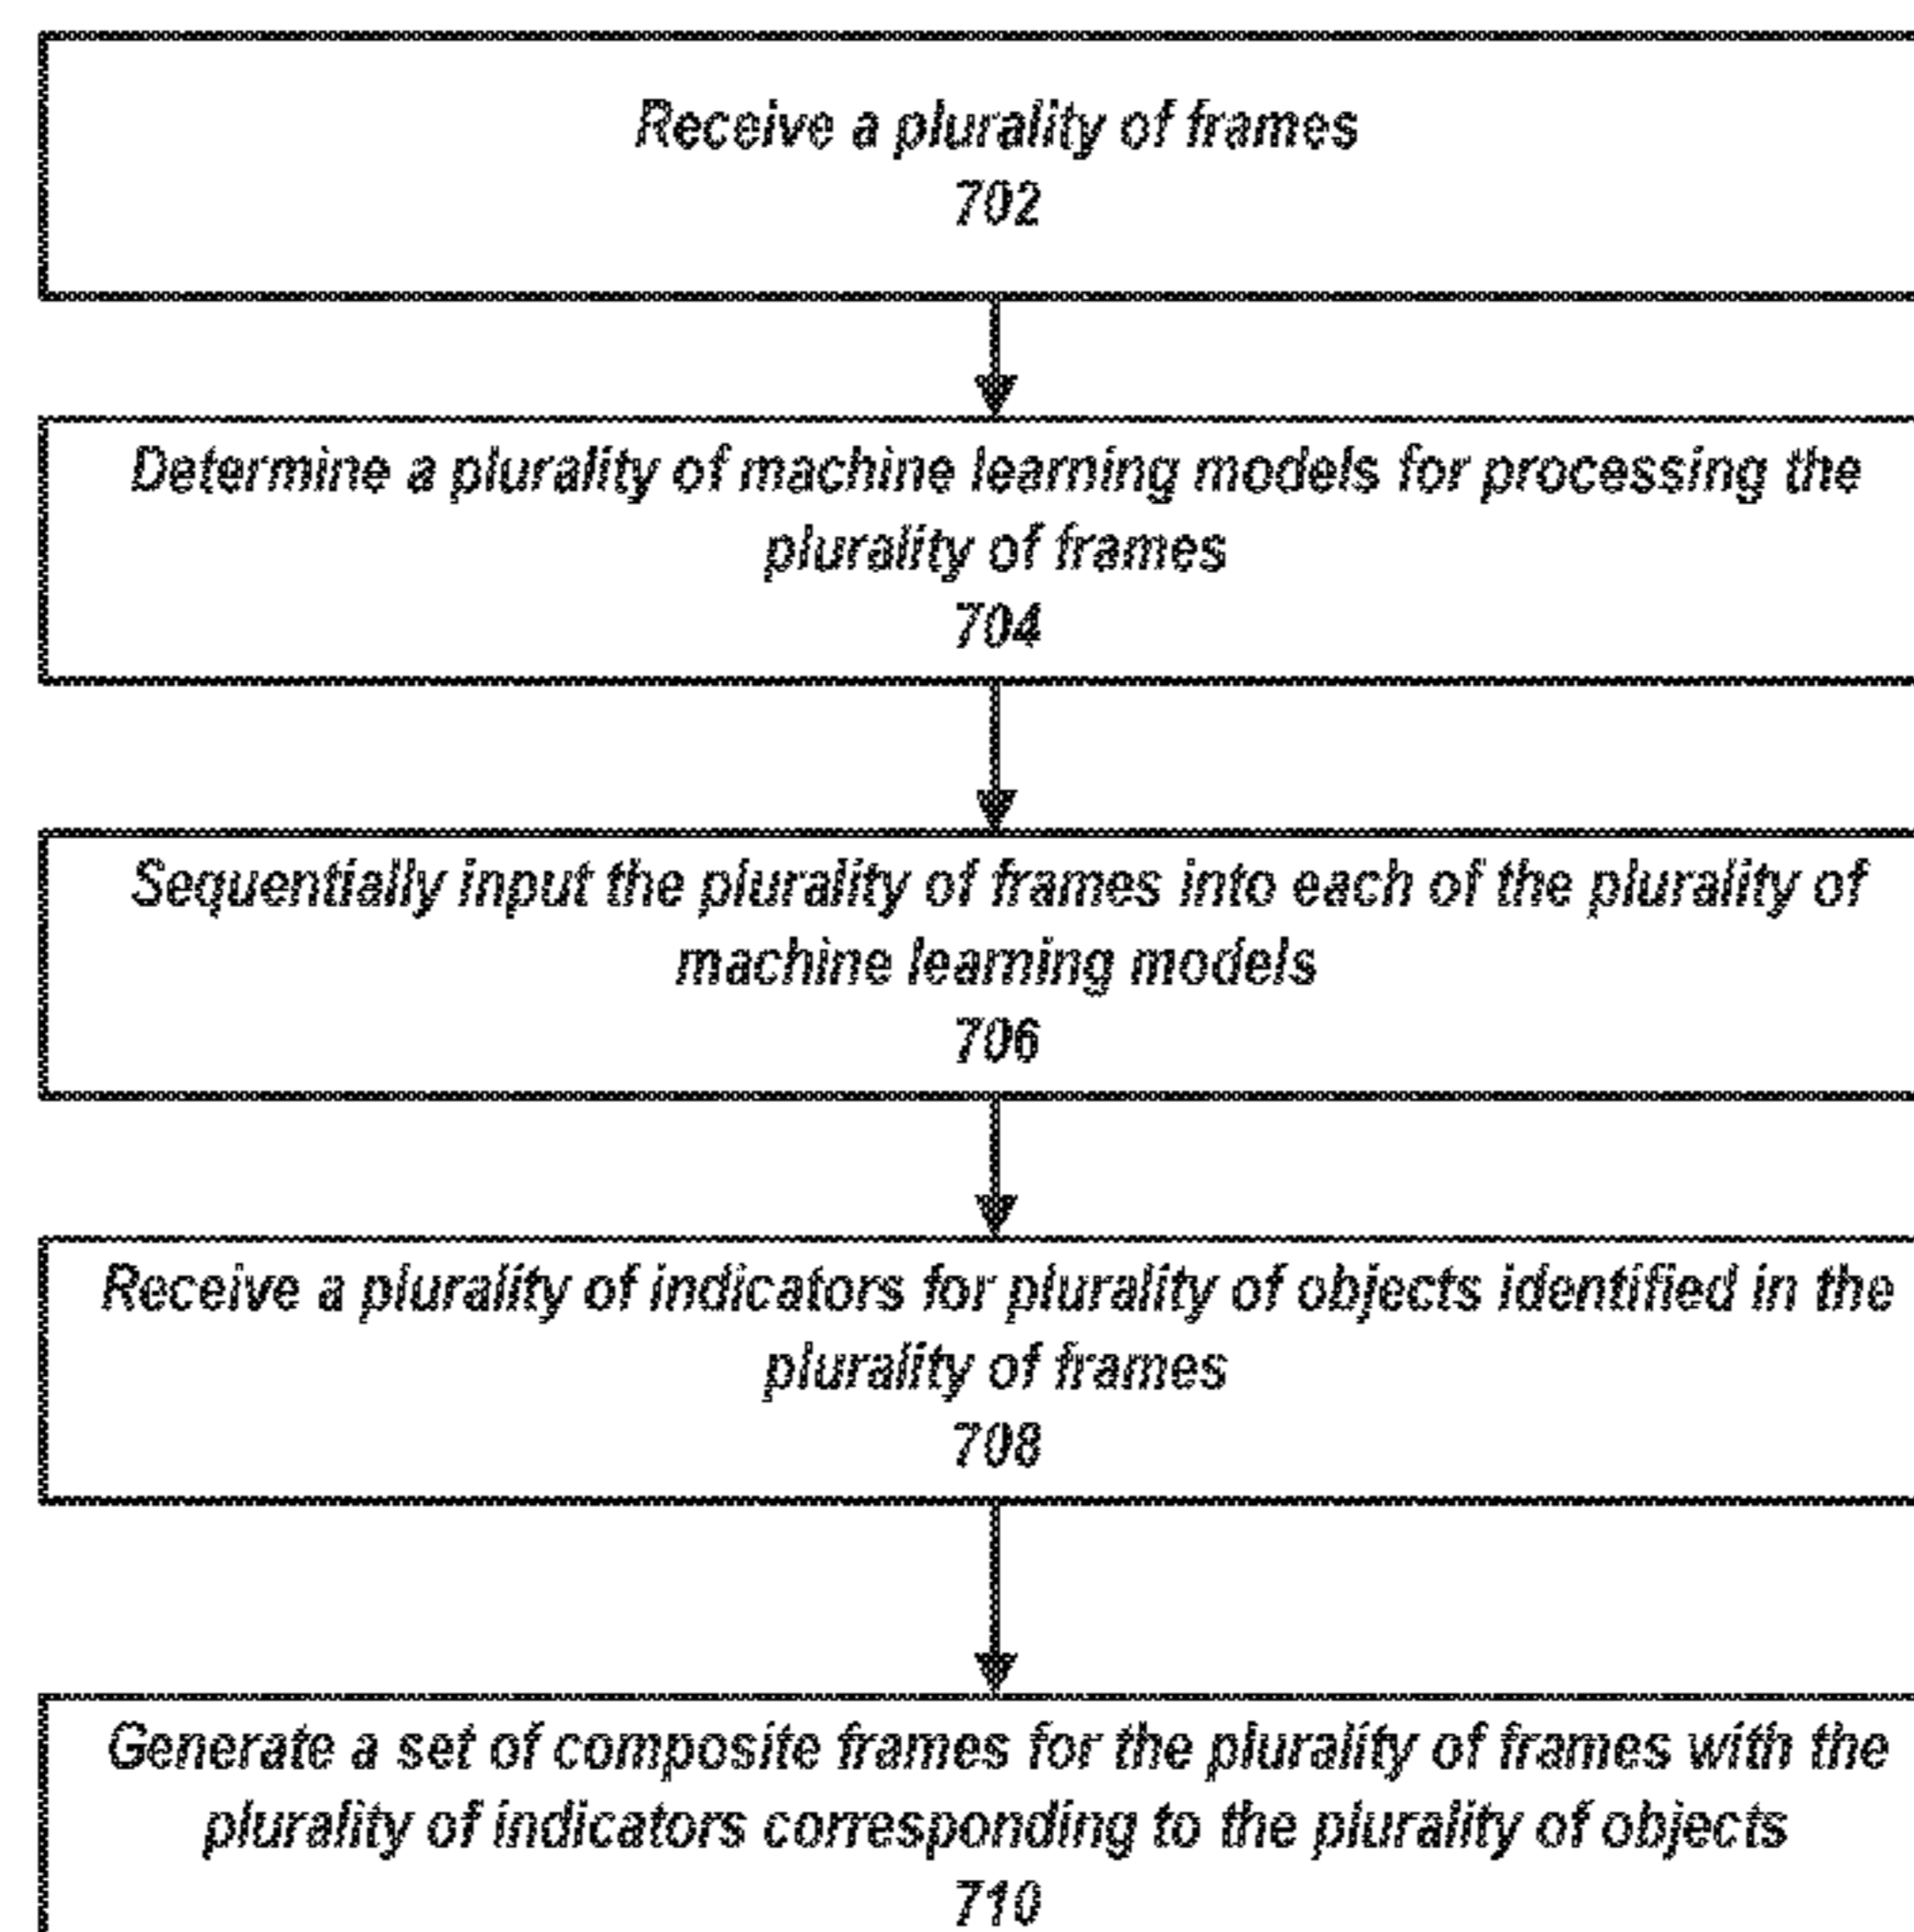 Receive a plurality of frames
702
Determine a plurality of machine learning models for processing the
plurality of frames
704
Sequentially input the plurality of frames into each of the plurality of
machine learning models
706
Receive a plurality of indicators for plurality of objects identified in the
plurality of frames
708
Generate a set of composite frames for the plurality of frames with the
plurality of indicators corresponding to the plurality of objects
710